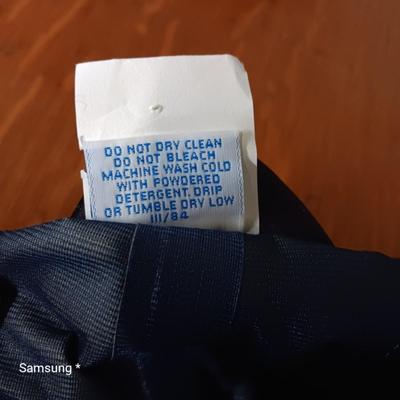 DO NOT DRY CLEAN
DO NOT BLEACH
MACHINE WASH COLD
WITH POWDERED
DETERGENT. DRIP
OR TUMBLE DRY LOW
III/84
Samsung *